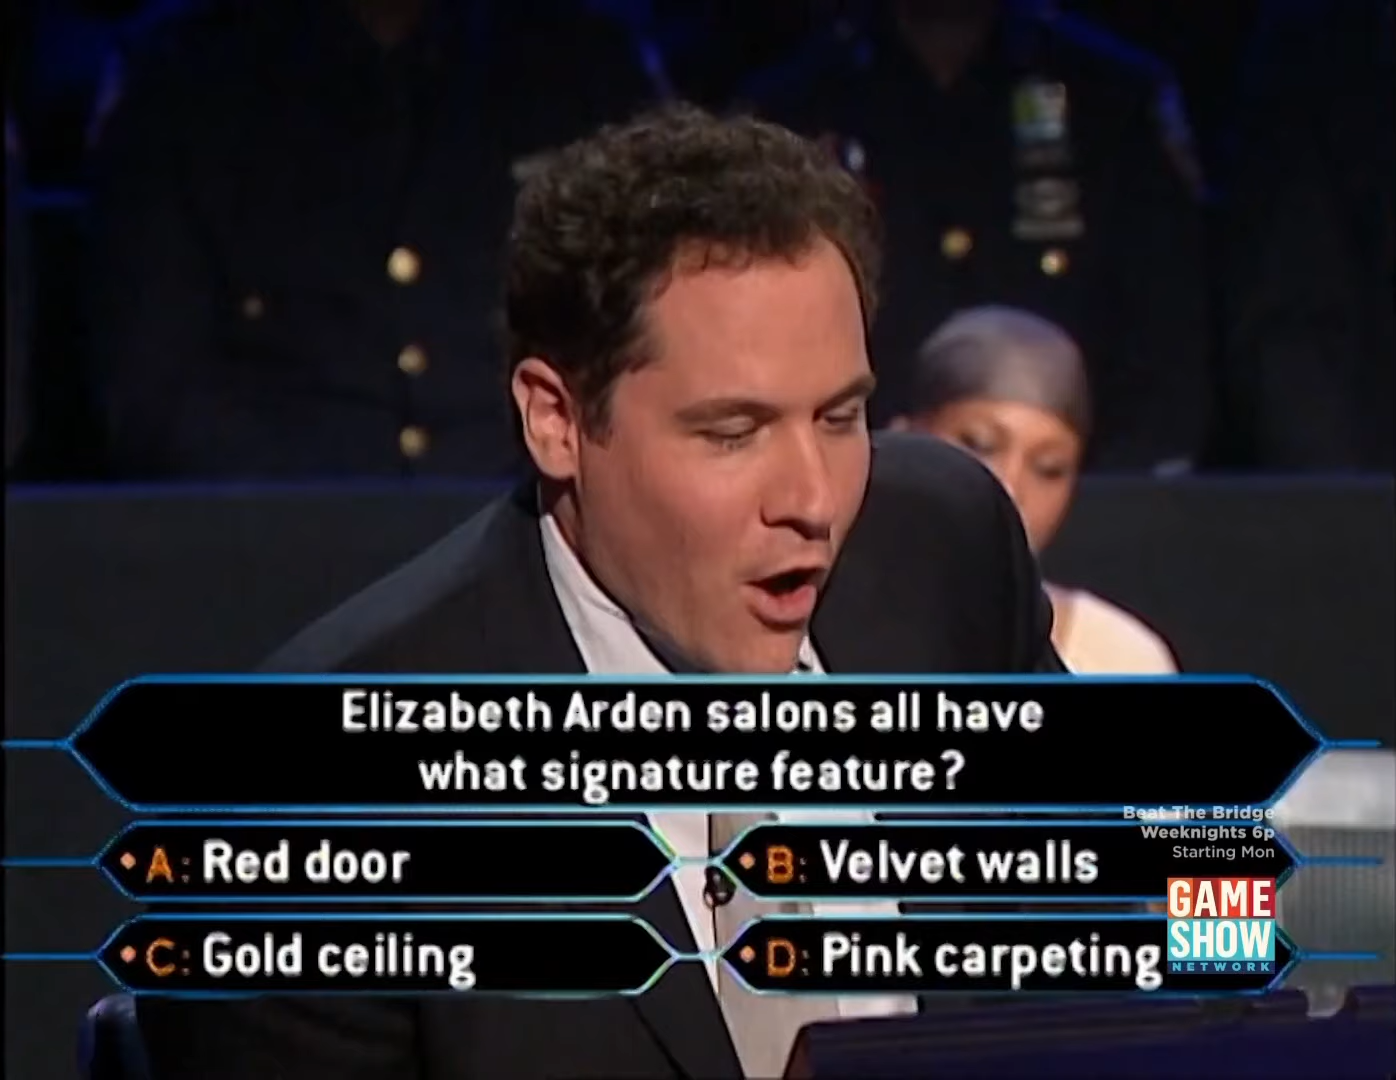 Elizabeth Arden salons all have
what signature feature?
Beat The Bridge
Weeknights 6p
Starting Mon
A: Red door
B: Velvet walls
C: Gold ceiling
D: Pink carpeting
GAME
SHOW
NETWORK